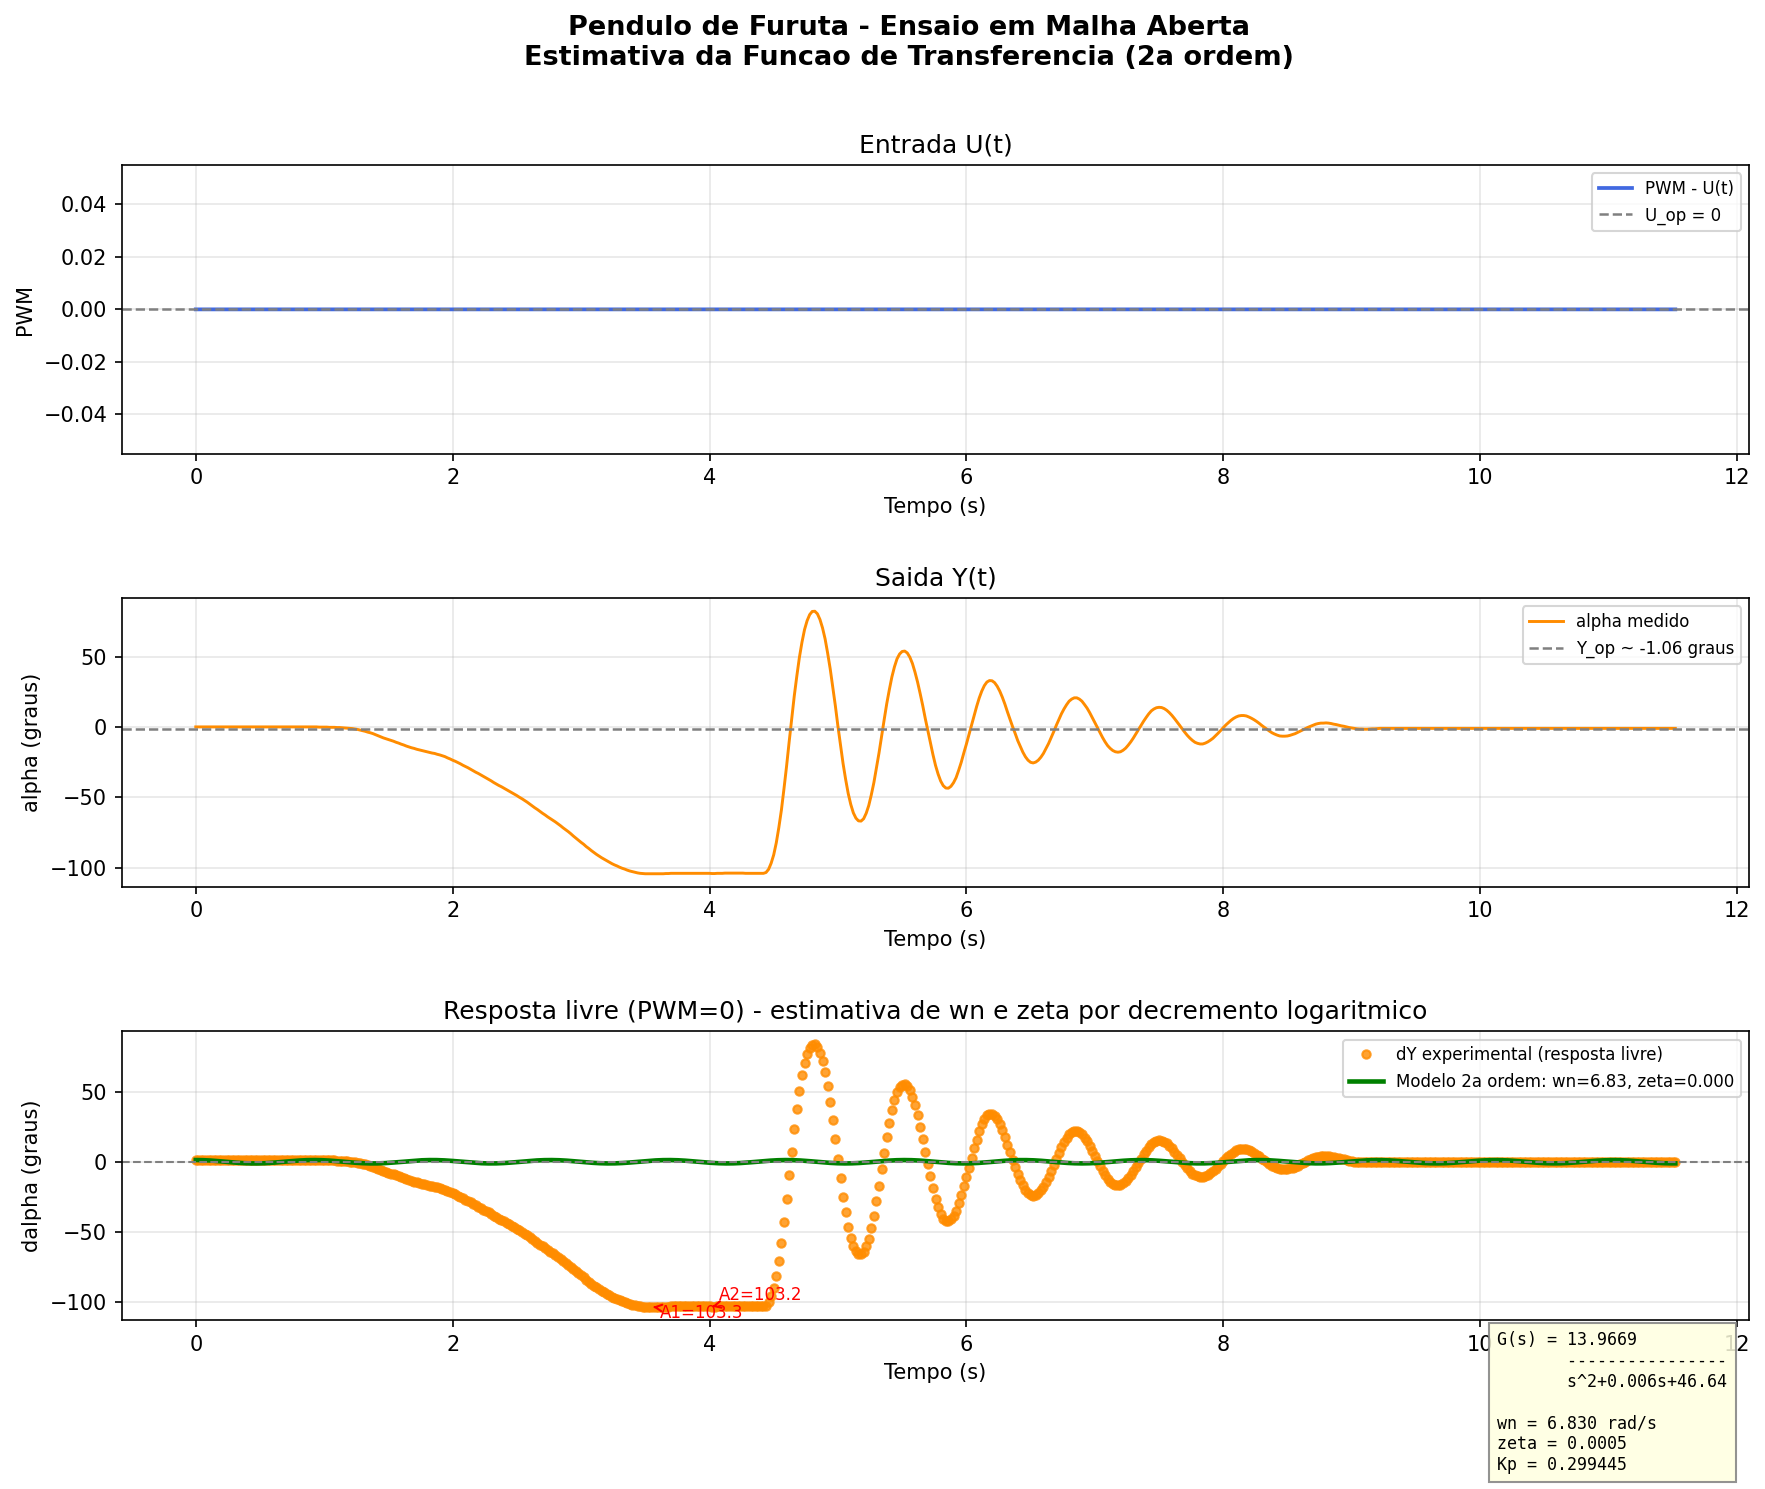 Pendulo de Furuta - Ensaio em Malha Aberta
Estimativa da Funcao de Transferencia (2a ordem)
Entrada U(t)
PWM - U(t)
U_op = 0
PWM
0.04
0.02
0.00
−0.02
−0.04
0 2 4 6 8 10 12
Tempo (s)
Saida Y(t)
alpha medido
Y_op ~ -1.06 graus
alpha (graus)
50
0
−50
−100
0 2 4 6 8 10 12
Tempo (s)
Resposta livre (PWM=0) - estimativa de wn e zeta por decremento logaritmico
dY experimental (resposta livre)
Modelo 2a ordem: wn=6.83, zeta=0.000
dalpha (graus)
50
0
−50
−100
A2=103.2
A1=103.3
0 2 4 6 8 10 12
Tempo (s)
G(s) = 13.9669
----------------
s^2+0.006s+46.64
wn = 6.830 rad/s
zeta = 0.0005
Kp = 0.299445